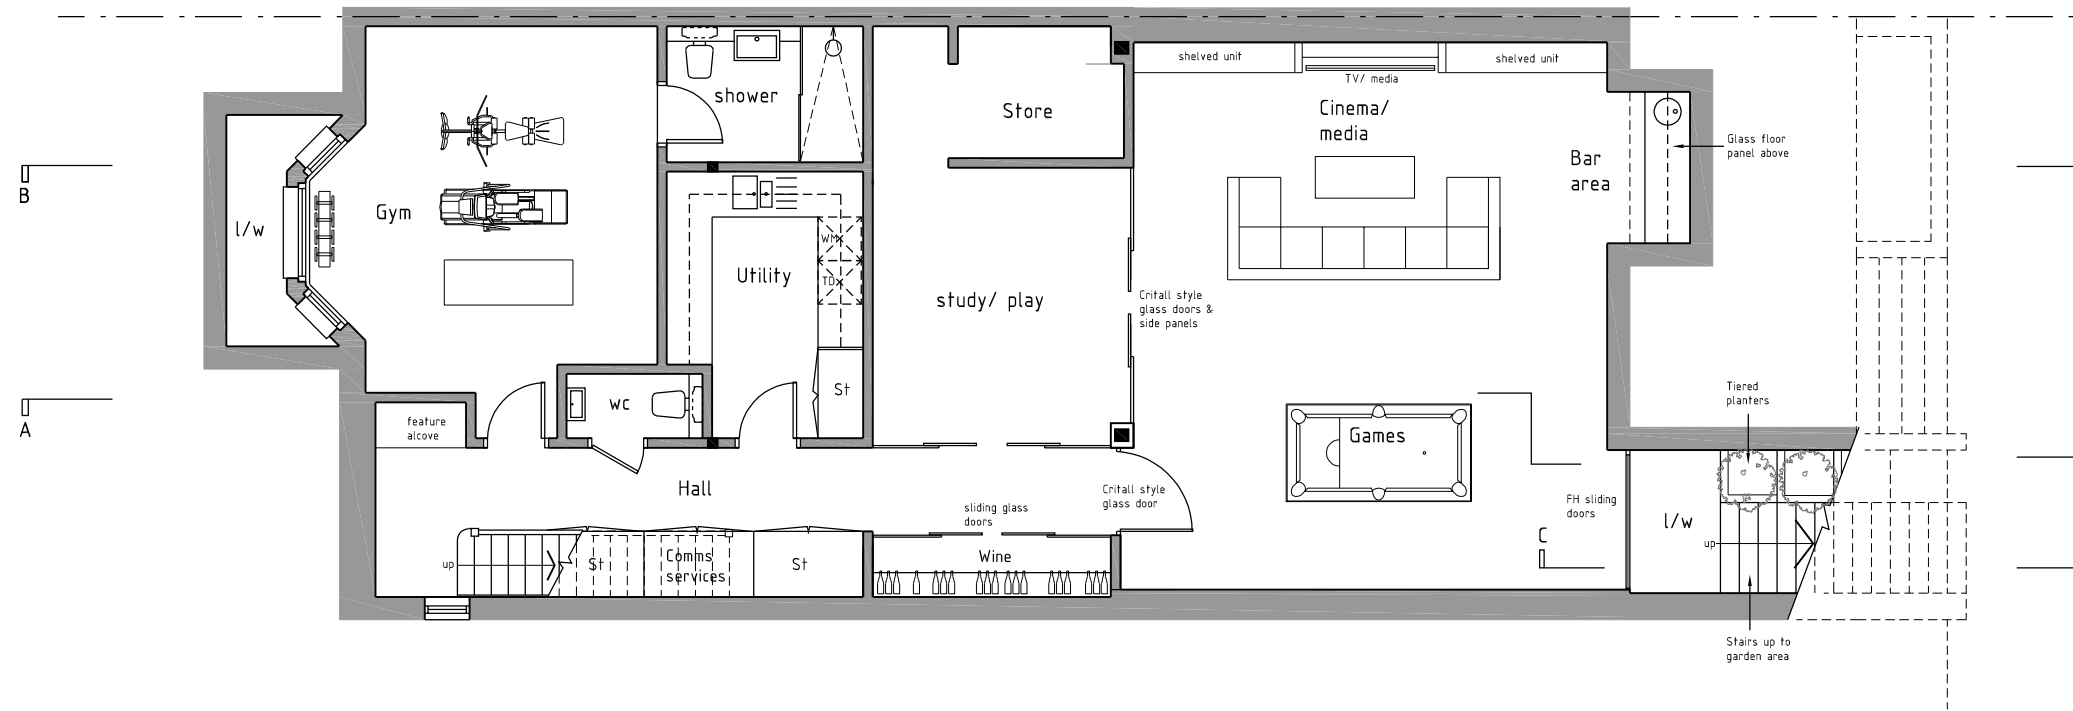 shelved unit
TV/ media
shelved unit
shower
Store
Cinema/
media
Bar
area
Glass floor
panel above
B
l/w
Gym
WM
Utility
TD
study/ play
Critall style
glass doors &
side panels
A
St
wc
feature
alcove
Tiered
planters
Games
Hall
Critall style
glass door
FH sliding
doors
sliding glass
doors
l/w
C
up
up
St
Comms
services
St
Wine
Stairs up to
garden area